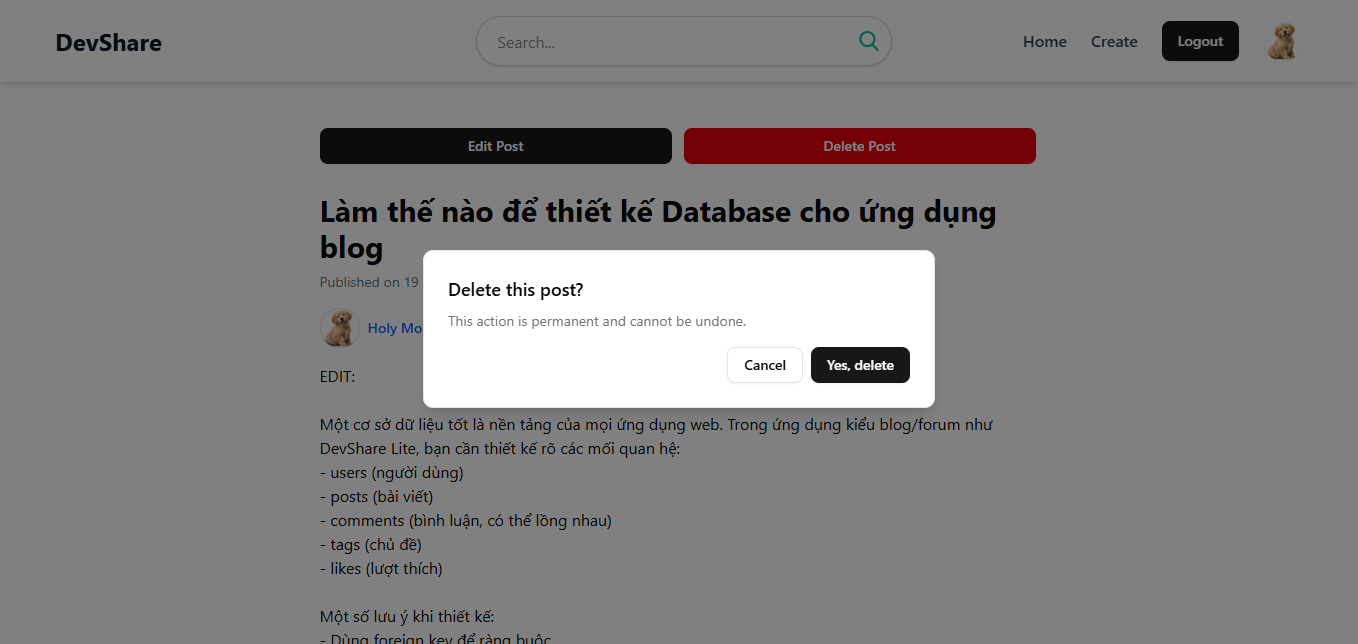 DevShare
Search...
Home
Create
Logout
Edit Post
Delete Post
Làm thế nào để thiết kế Database cho ứng dụng
blog
Published on 19
Holy Mo
Delete this post?
This action is permanent and cannot be undone.
Cancel
Yes, delete
EDIT:
Một cơ sở dữ liệu tốt là nền tảng của mọi ứng dụng web. Trong ứng dụng kiểu blog/forum như
DevShare Lite, bạn cần thiết kế rõ các mối quan hệ:
- users (người dùng)
- posts (bài viết)
- comments (bình luận, có thể lồng nhau)
- tags (chủ đề)
- likes (lượt thích)
Một số lưu ý khi thiết kế:
- Dùng foreign key để ràng buộc